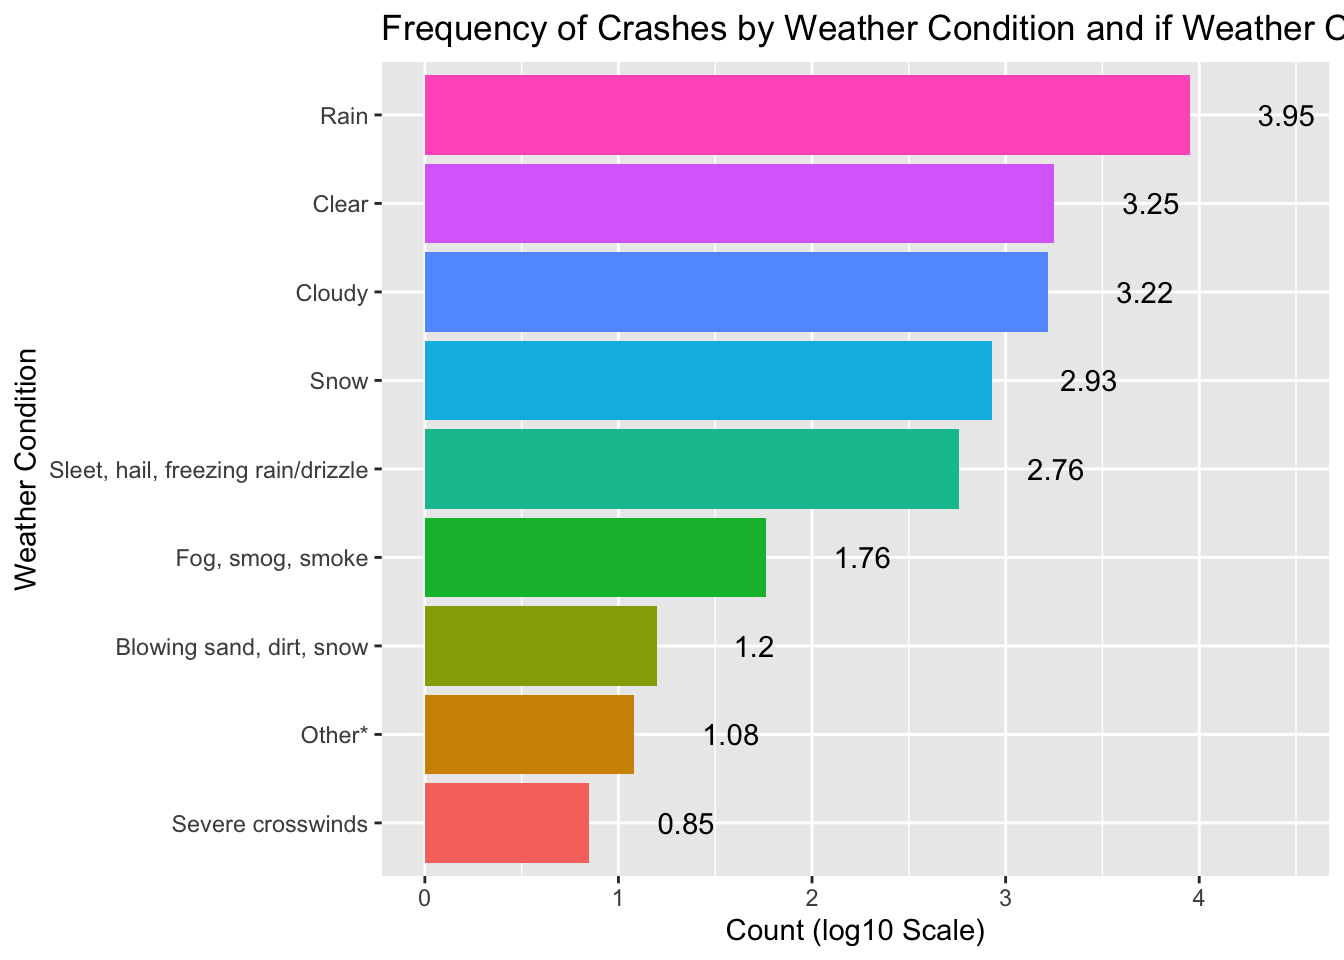 Frequency of Crashes by Weather Condition and if Weather C
Rain
3.95
Clear
3.25
Cloudy
3.22
Snow
2.93
Sleet, hail, freezing rain/drizzle
2.76
Fog, smog, smoke
1.76
Blowing sand, dirt, snow
1.2
Other*
1.08
Severe crosswinds
0.85
Weather Condition
0 1 2 3 4
Count (log10 Scale)